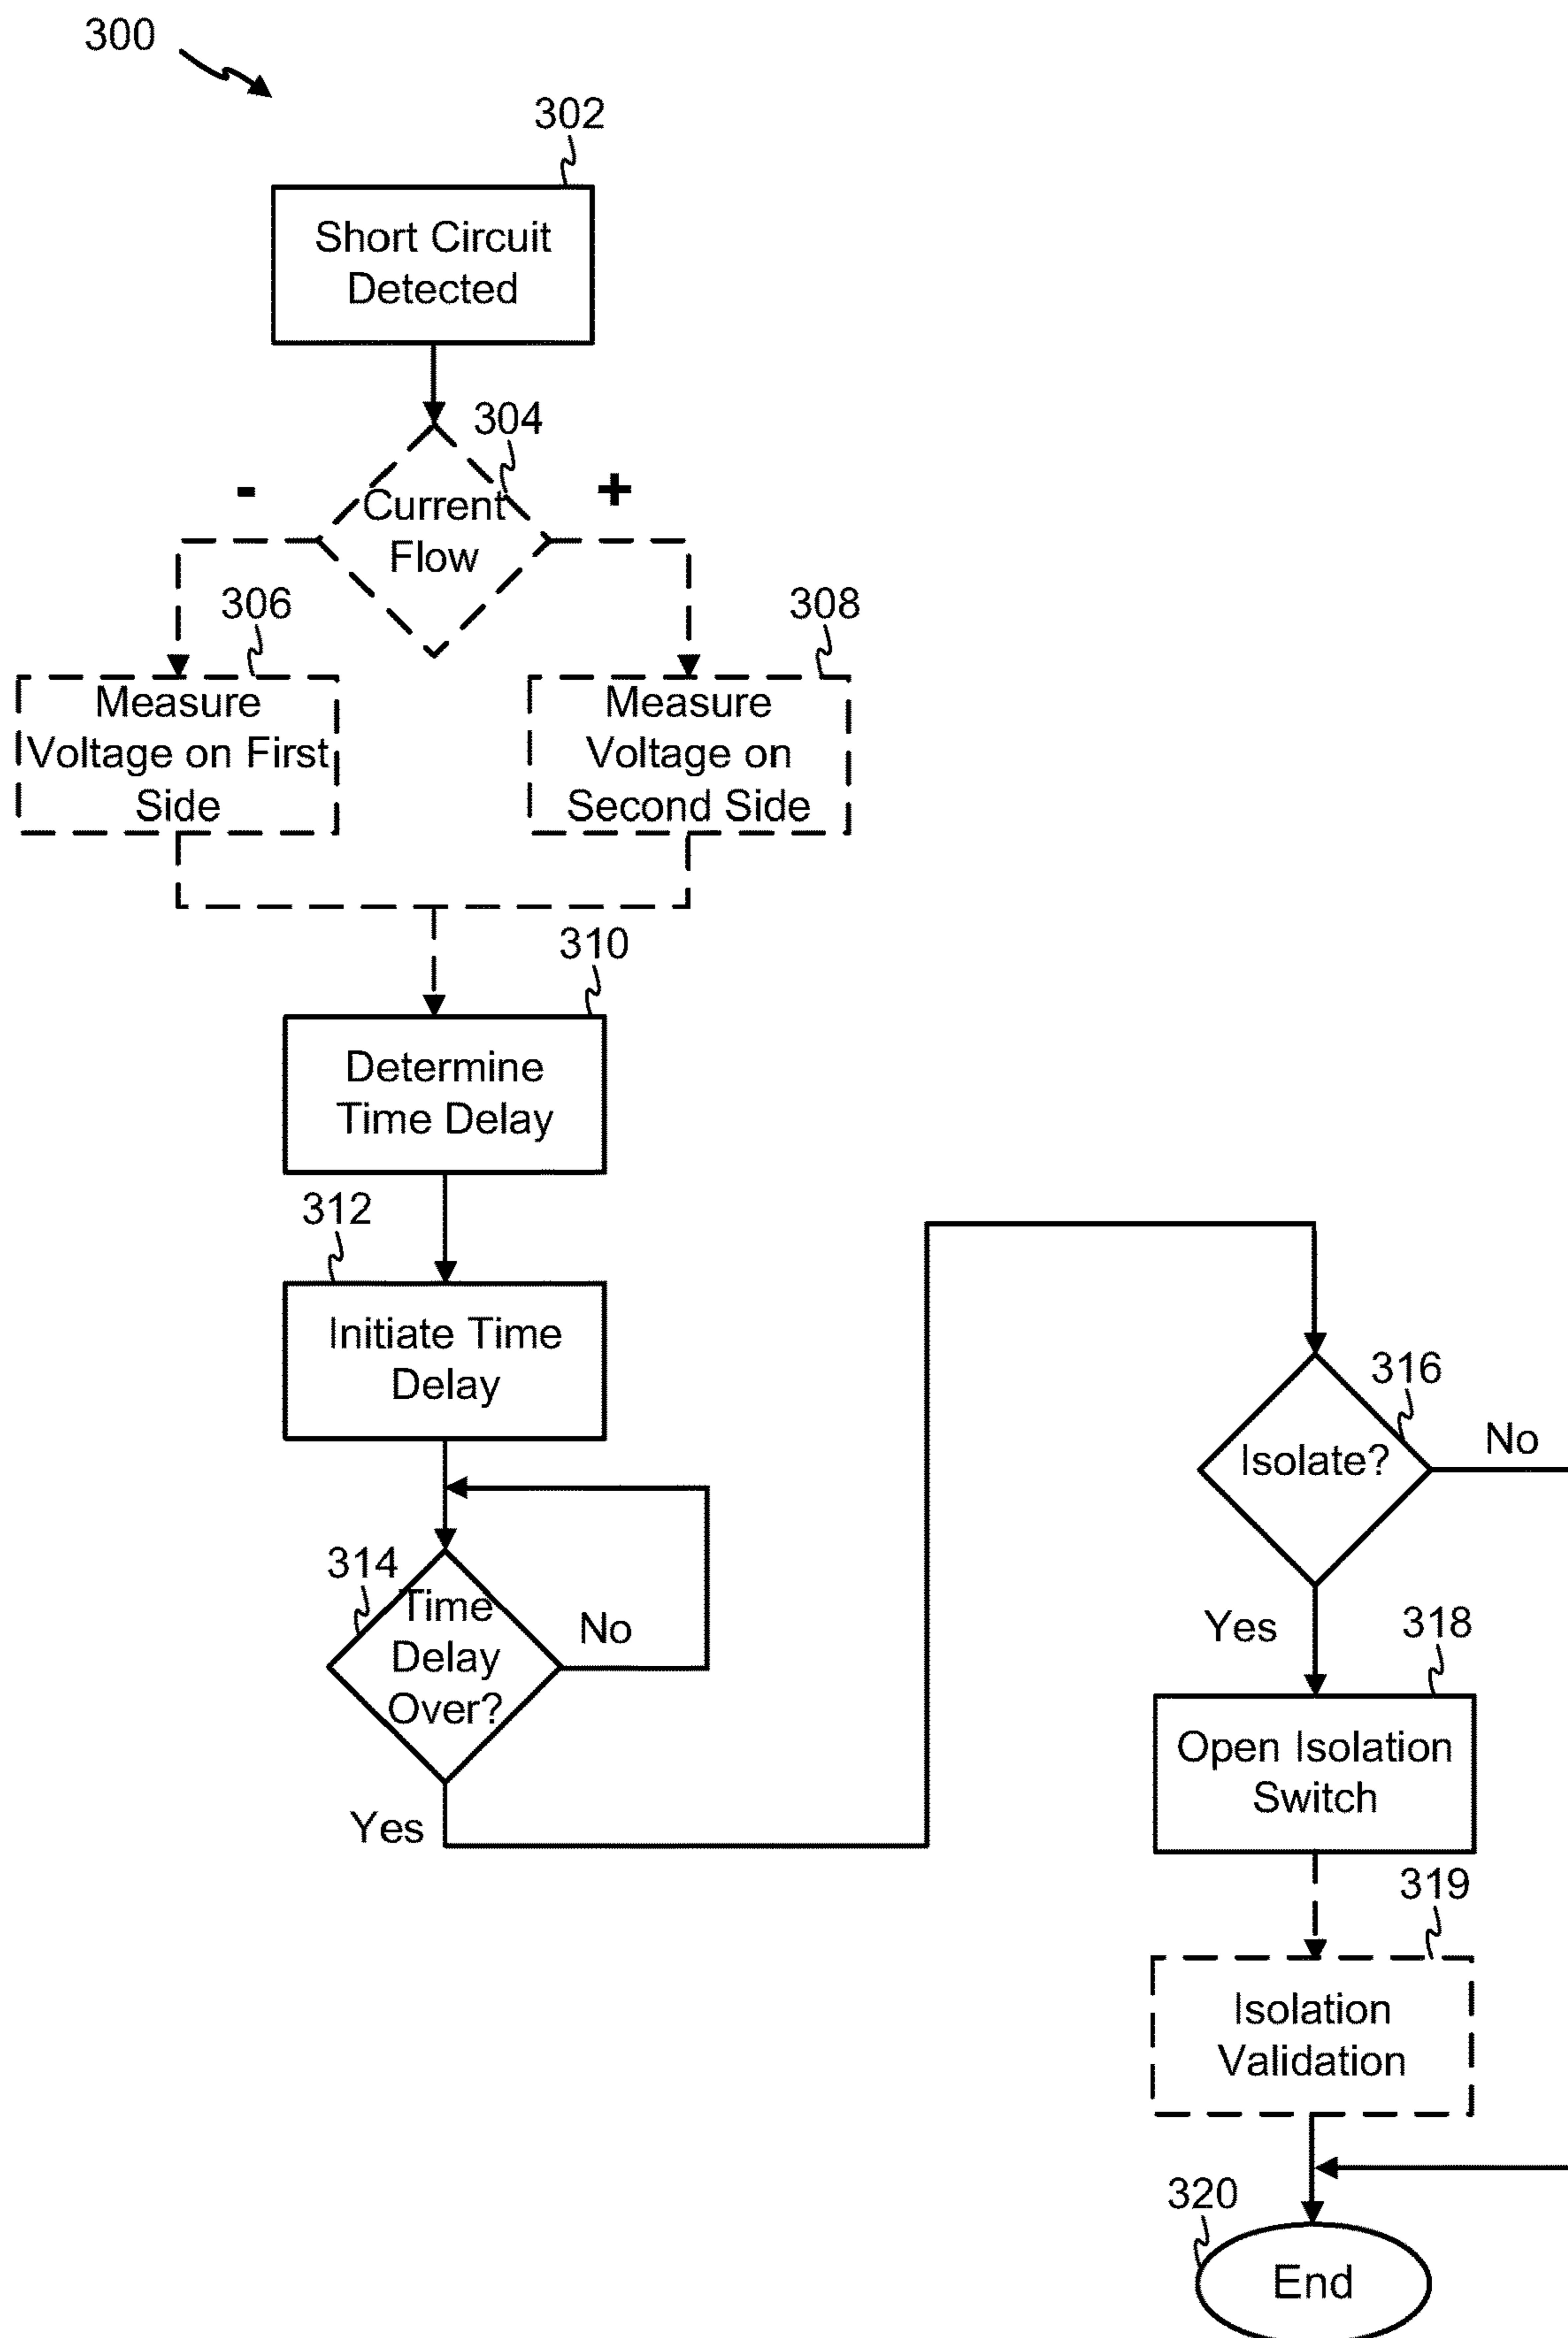 300
302
Short Circuit
Detected
304
-
+
Current
Flow
306
308
Measure
Voltage on First
Side
Measure
Voltage on
Second Side
310
Determine
Time Delay
312
Initiate Time
Delay
314
Time
Delay
Over?
No
Yes
316
Isolate?
No
Yes
318
Open Isolation
Switch
319
Isolation
Validation
320
End